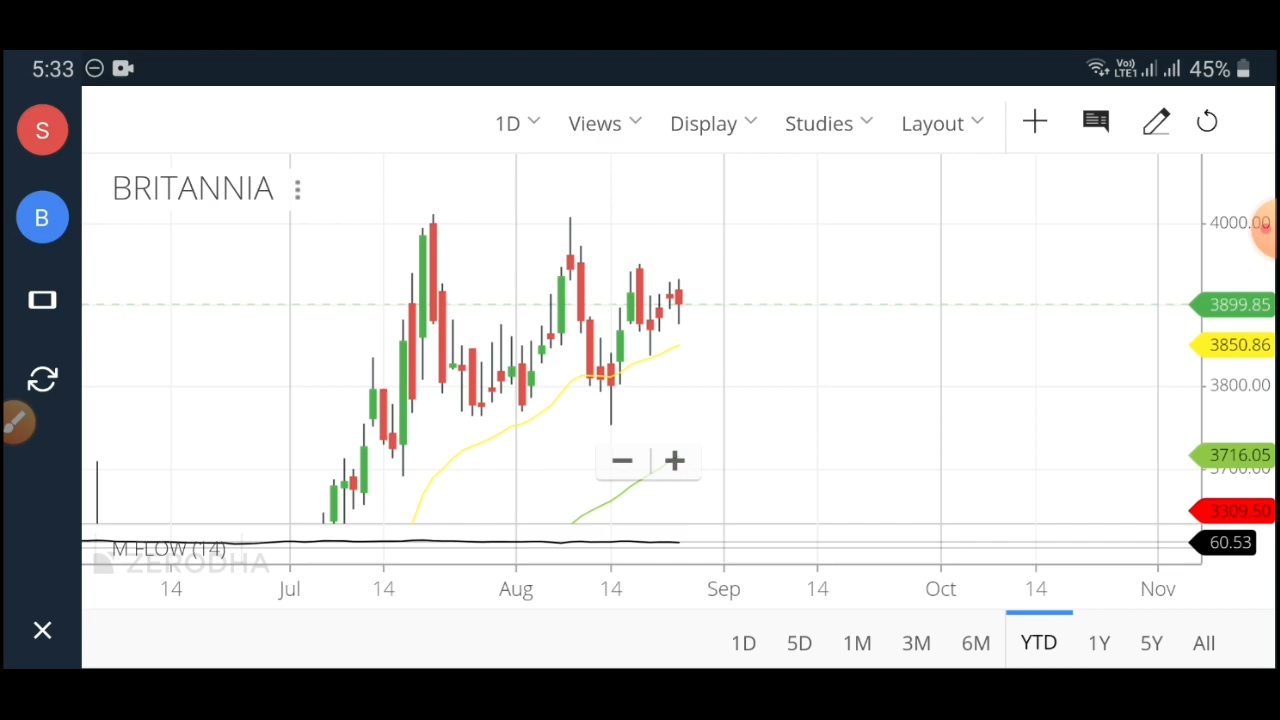 5:33 Vo) LTE1 45%
S
1D Views Display Studies Layout
BRITANNIA
B
4000.00
3899.85
3850.86
3800.00
3716.05
3309.50
M FLOW (14)
60.53
ZERODHA
14 Jul 14 Aug 14 Sep 14 Oct 14 Nov
1D 5D 1M 3M 6M YTD 1Y 5Y All